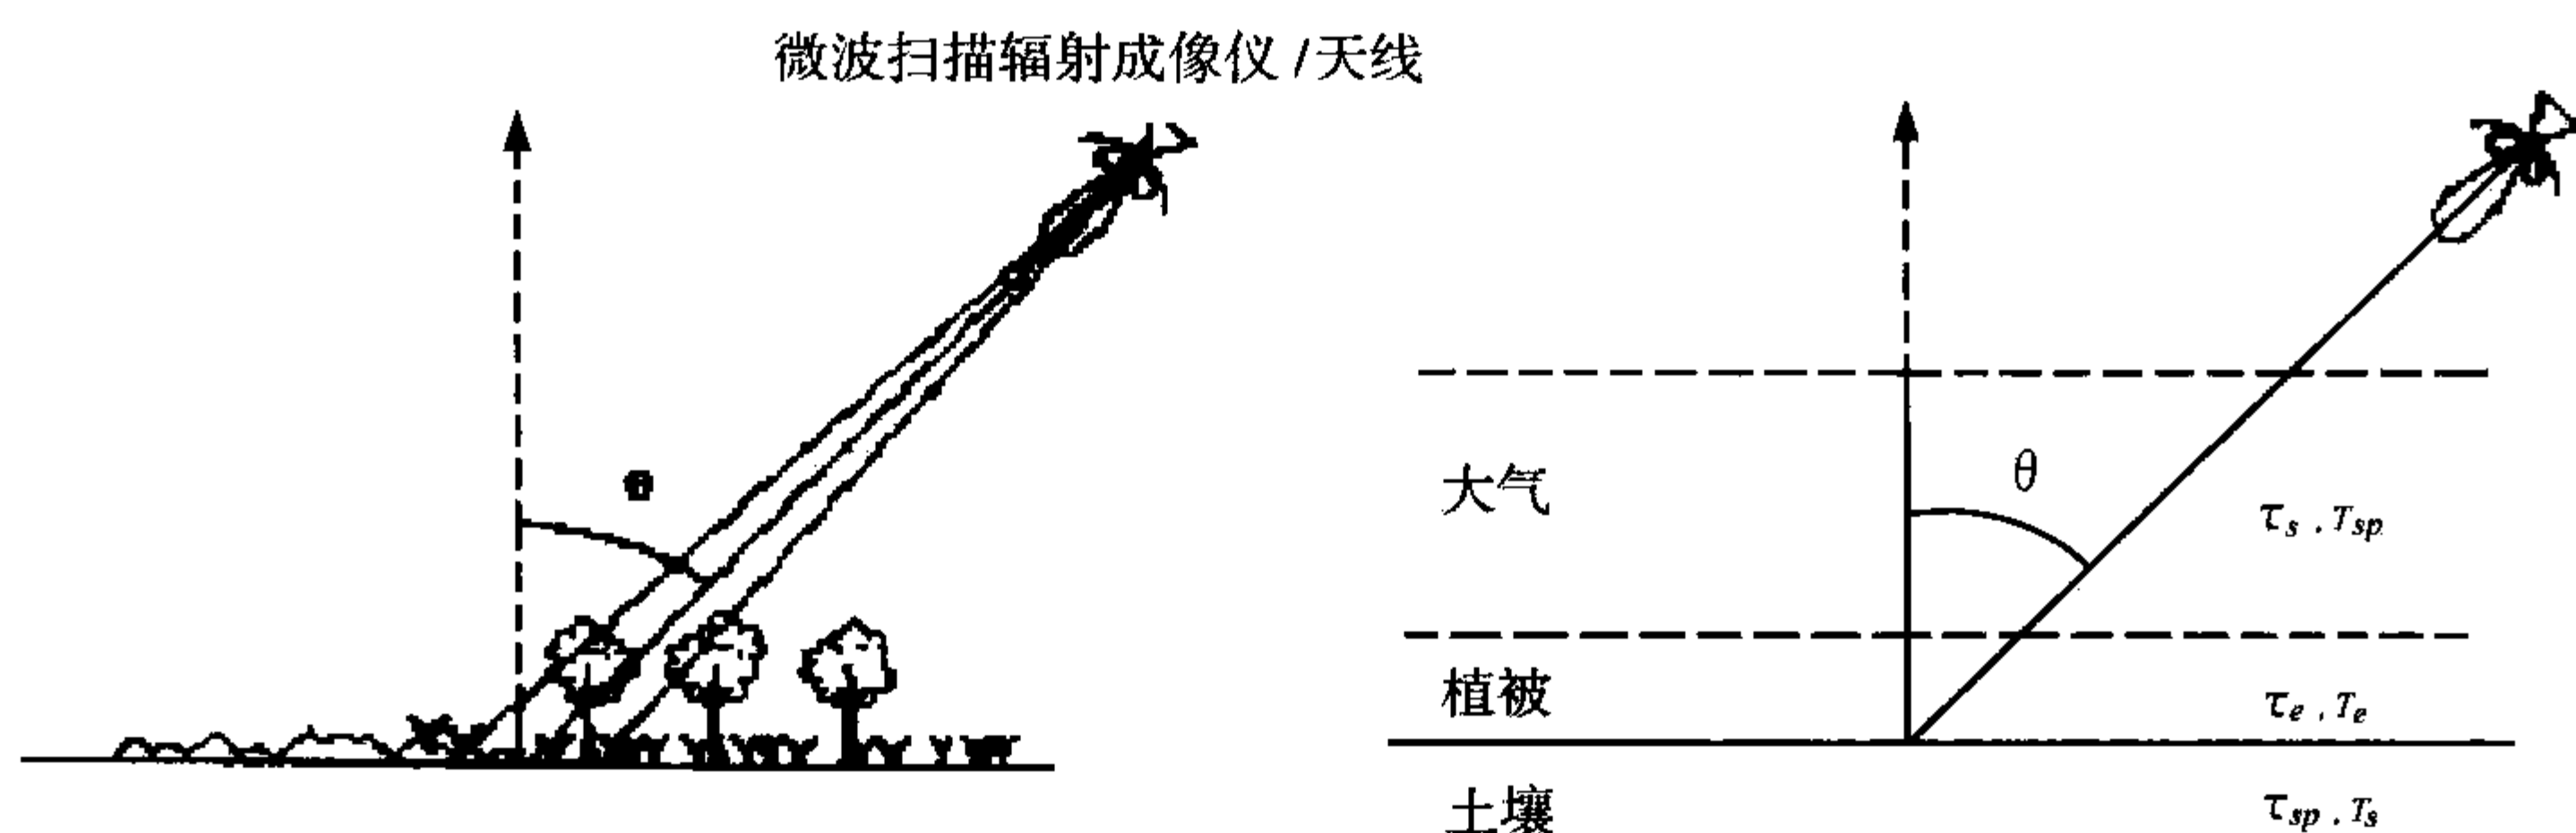 微波扫描辐射成像仪 /天线
θ
大气
θ
τs , Tsp
植被
τe , Te
土壤
τsp , Ts